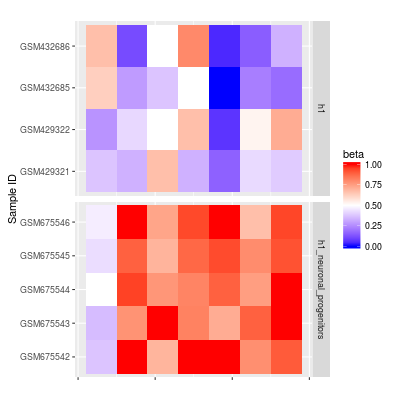 Sample ID
GSM432686
GSM432685
GSM429322
GSM429321
h1
GSM675546
GSM675545
GSM675544
GSM675543
GSM675542
h1_neuronal_progenitors
beta
1.00
0.75
0.50
0.25
0.00